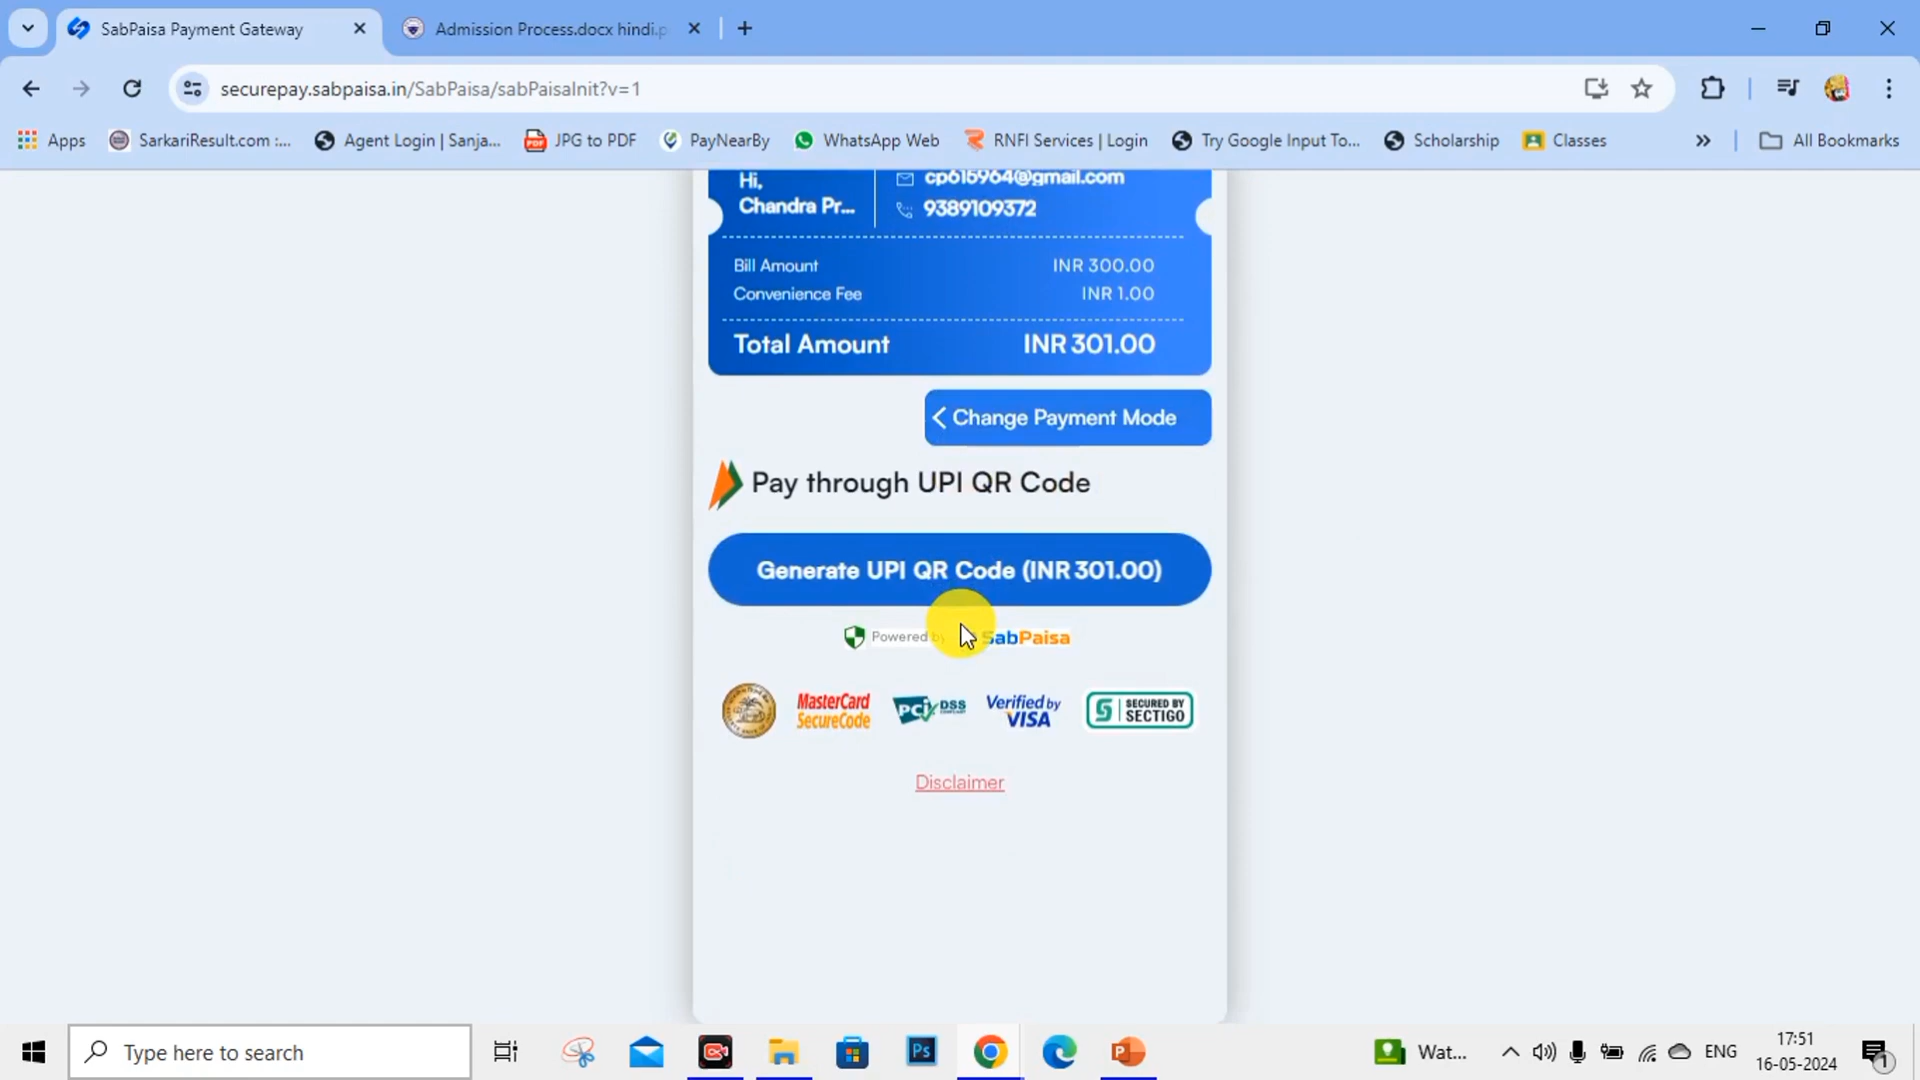 SabPaisa Payment Gateway
Admission Process.docx hindi.p
securepay.sabpaisa.in/SabPaisa/sabPaisaInit?v=1
Apps
SarkariResult.com :...
Agent Login | Sanja...
JPG to PDF
PayNearBy
WhatsApp Web
RNFI Services | Login
Try Google Input To...
Scholarship
Classes
All Bookmarks
Hi,
Chandra Pr...
cp615964@gmail.com
9389109372
Bill Amount INR 300.00
Convenience Fee INR 1.00
Total Amount INR 301.00
Change Payment Mode
Pay through UPI QR Code
Generate UPI QR Code (INR 301.00)
Powered by SabPaisa
MasterCard
SecureCode
PCI DSS
Verified by
VISA
SECURED BY
SECTIGO
Disclaimer
Type here to search
Ps
P
Wat...
ENG
17:51
16-05-2024
1